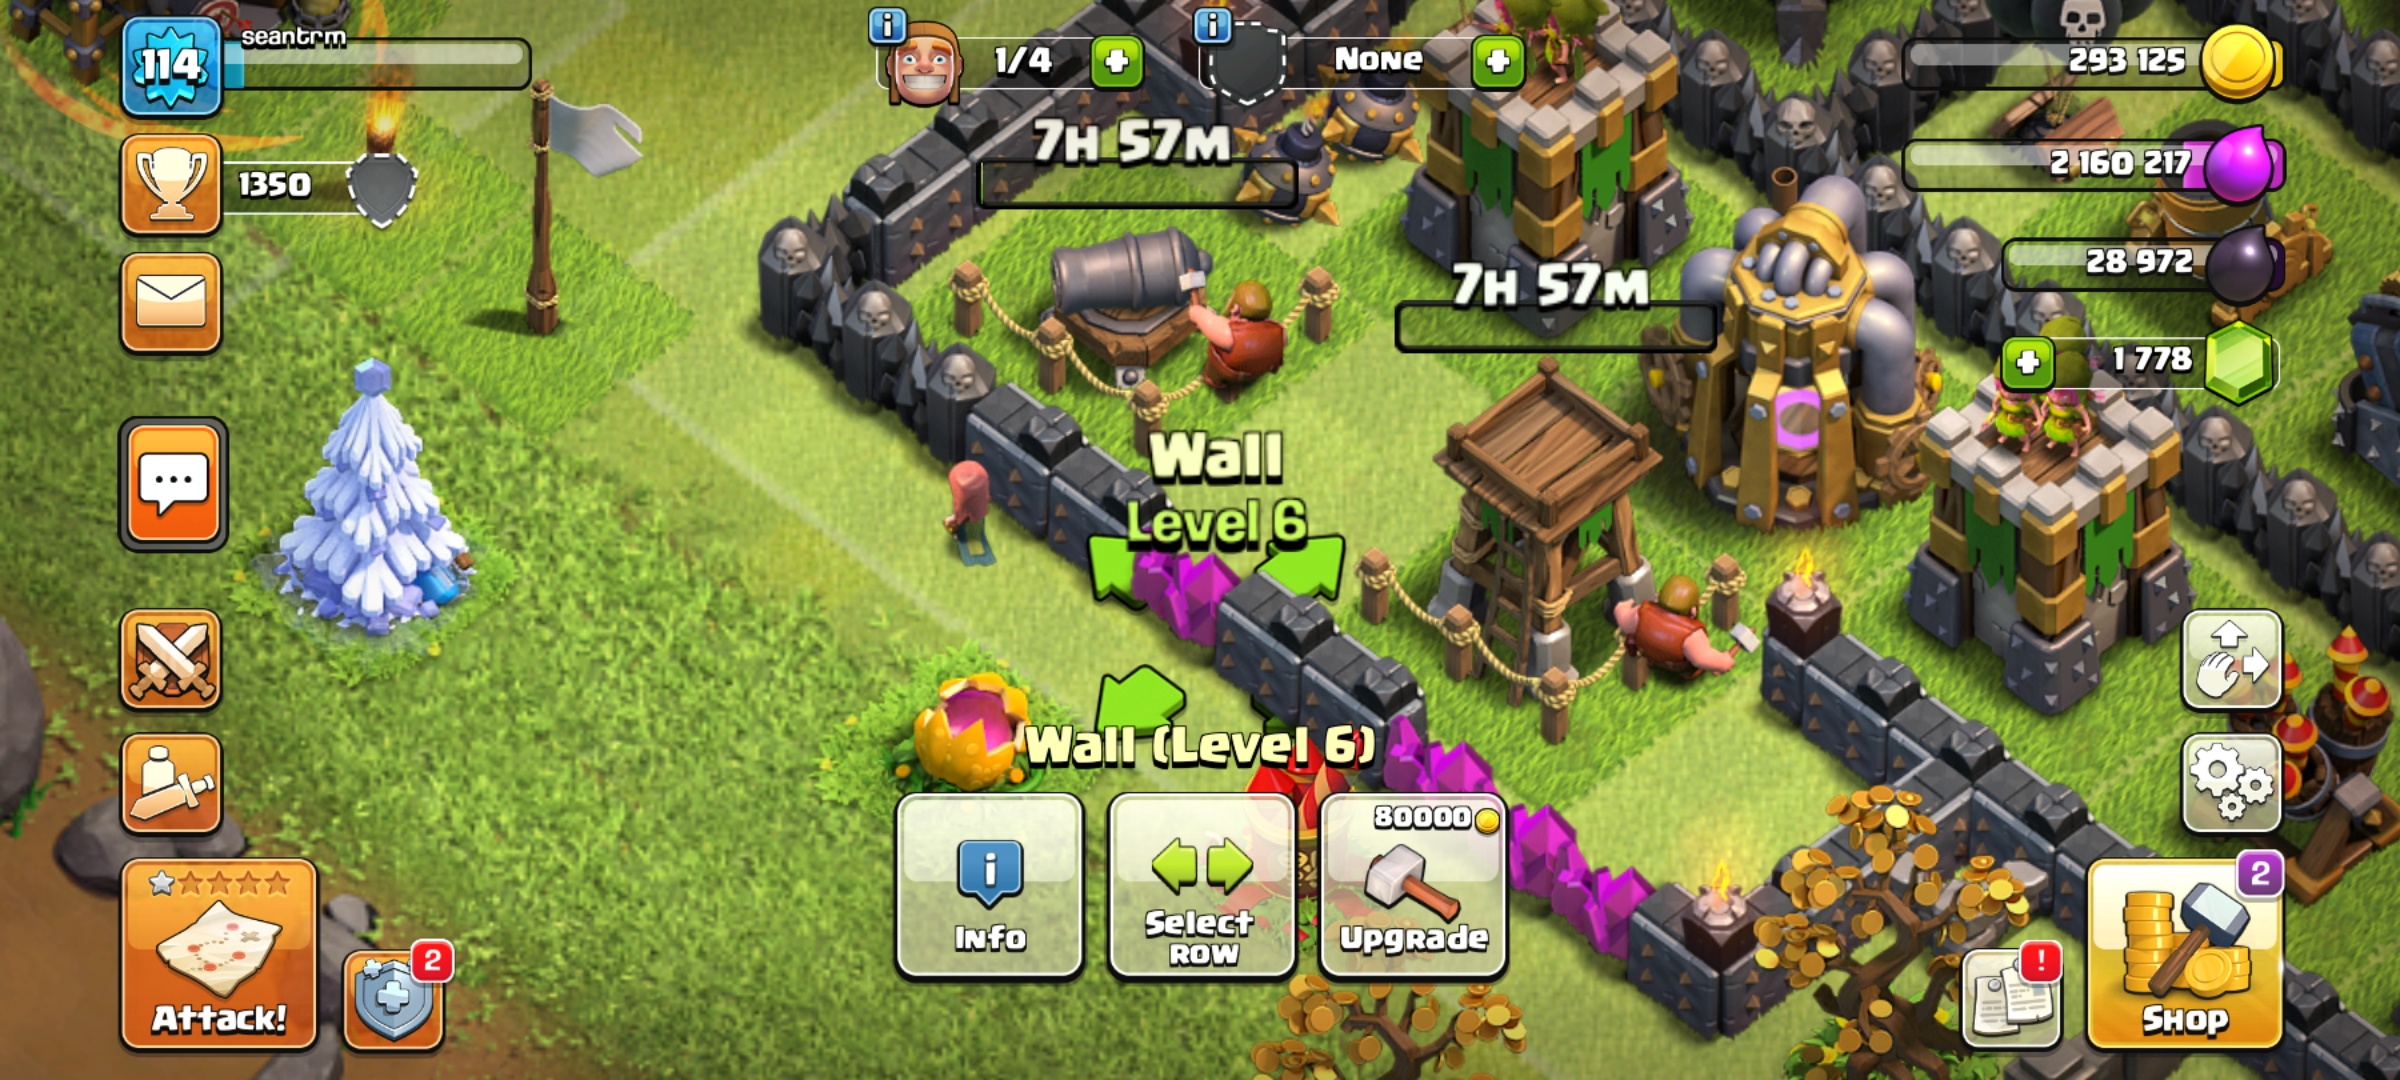 114
seantrm
1/4
None
293 125
7H 57M
2 160 217
1350
28 972
7H 57M
1 778
Wall
Level 6
Wall (Level 6)
80000
Info
Select
Row
Upgrade
2
Attack!
2
!
Shop